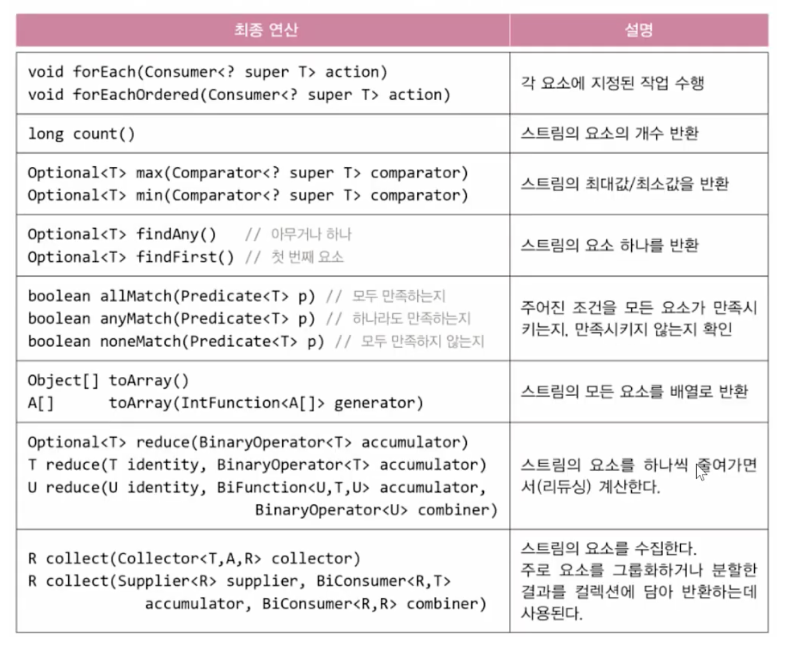 최종 연산
설명
void forEach(Consumer<? super T> action)
void forEachOrdered(Consumer<? super T> action)
각 요소에 지정된 작업 수행
long count()
스트림의 요소의 개수 반환
Optional<T> max(Comparator<? super T> comparator)
Optional<T> min(Comparator<? super T> comparator)
스트림의 최대값/최소값을 반환
Optional<T> findAny()   // 아무거나 하나
Optional<T> findFirst() // 첫 번째 요소
스트림의 요소 하나를 반환
boolean allMatch(Predicate<T> p) // 모두 만족하는지
boolean anyMatch(Predicate<T> p) // 하나라도 만족하는지
boolean noneMatch(Predicate<T> p) // 모두 만족하지 않는지
주어진 조건을 모든 요소가 만족시
키는지, 만족시키지 않는지 확인
Object[] toArray()
A[]      toArray(IntFunction<A[]> generator)
스트림의 모든 요소를 배열로 반환
Optional<T> reduce(BinaryOperator<T> accumulator)
T reduce(T identity, BinaryOperator<T> accumulator)
U reduce(U identity, BiFunction<U,T,U> accumulator,
BinaryOperator<U> combiner)
스트림의 요소를 하나씩 줄여가면
서(리듀싱) 계산한다.
R collect(Collector<T,A,R> collector)
R collect(Supplier<R> supplier, BiConsumer<R,T>
accumulator, BiConsumer<R,R> combiner)
스트림의 요소를 수집한다.
주로 요소를 그룹화하거나 분할한
결과를 컬렉션에 담아 반환하는데
사용된다.